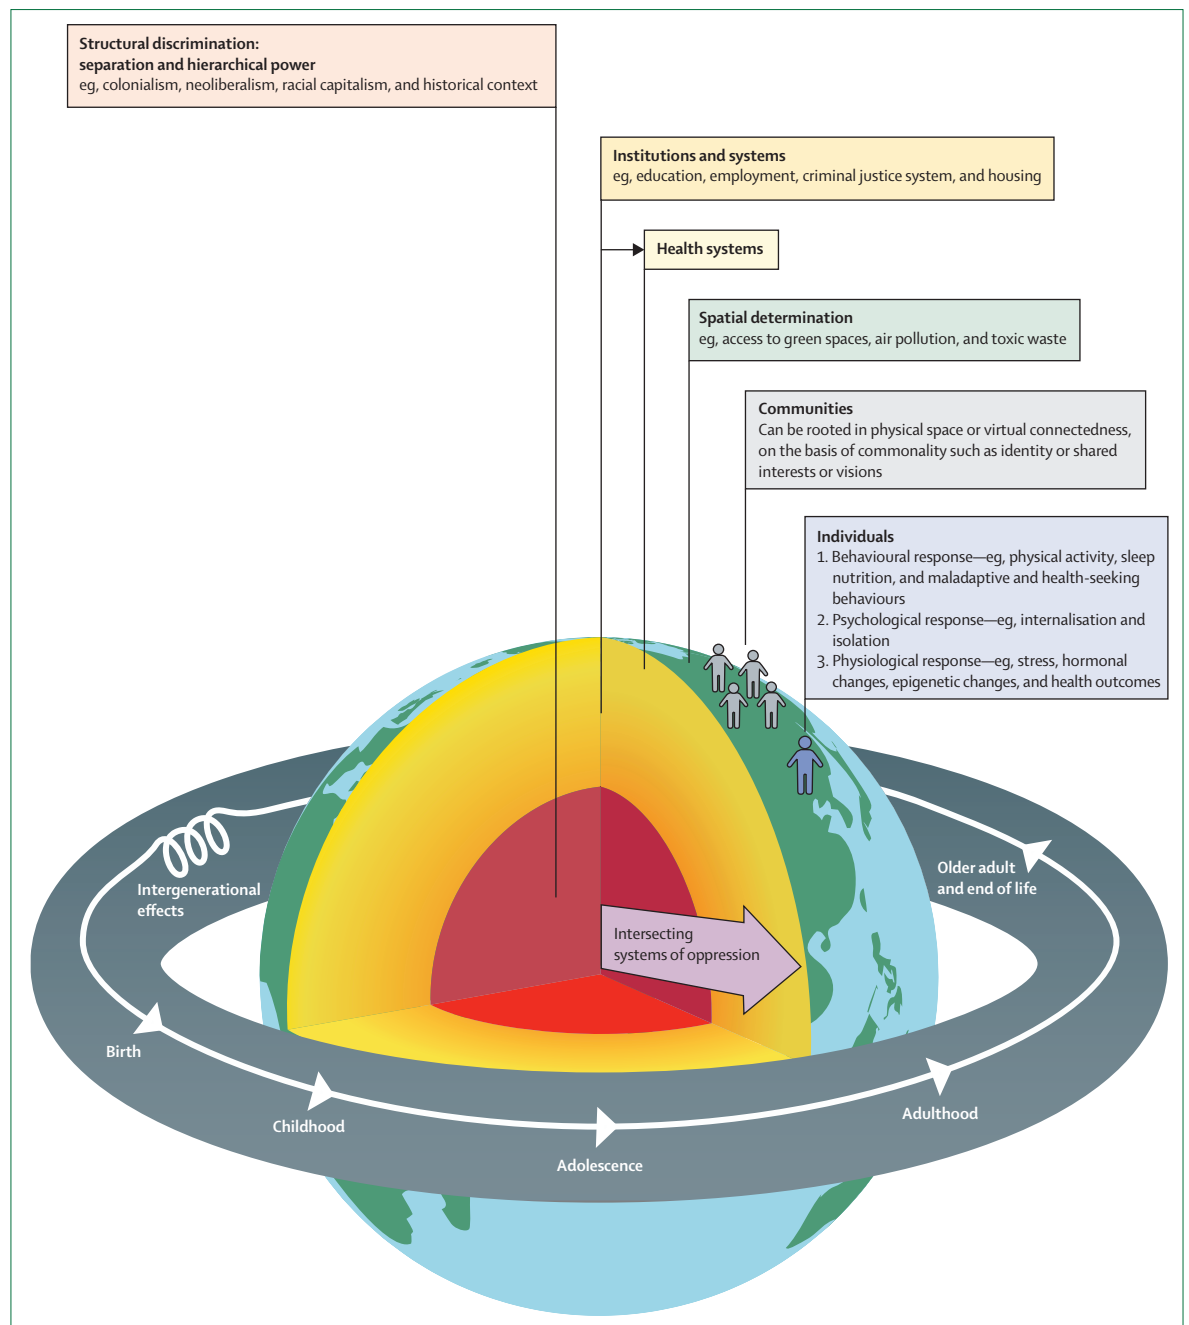 Structural discrimination:
separation and hierarchical power
eg, colonialism, neoliberalism, racial capitalism, and historical context
Institutions and systems
eg, education, employment, criminal justice system, and housing
Health systems
Spatial determination
eg, access to green spaces, air pollution, and toxic waste
Communities
Can be rooted in physical space or virtual connectedness,
on the basis of commonality such as identity or shared
interests or visions
Individuals
1. Behavioural response—eg, physical activity, sleep
nutrition, and maladaptive and health-seeking
behaviours
2. Psychological response—eg, internalisation and
isolation
3. Physiological response—eg, stress, hormonal
changes, epigenetic changes, and health outcomes
Intergenerational
effects
Older adult
and end of life
Intersecting
systems of oppression
Birth
Childhood
Adolescence
Adulthood